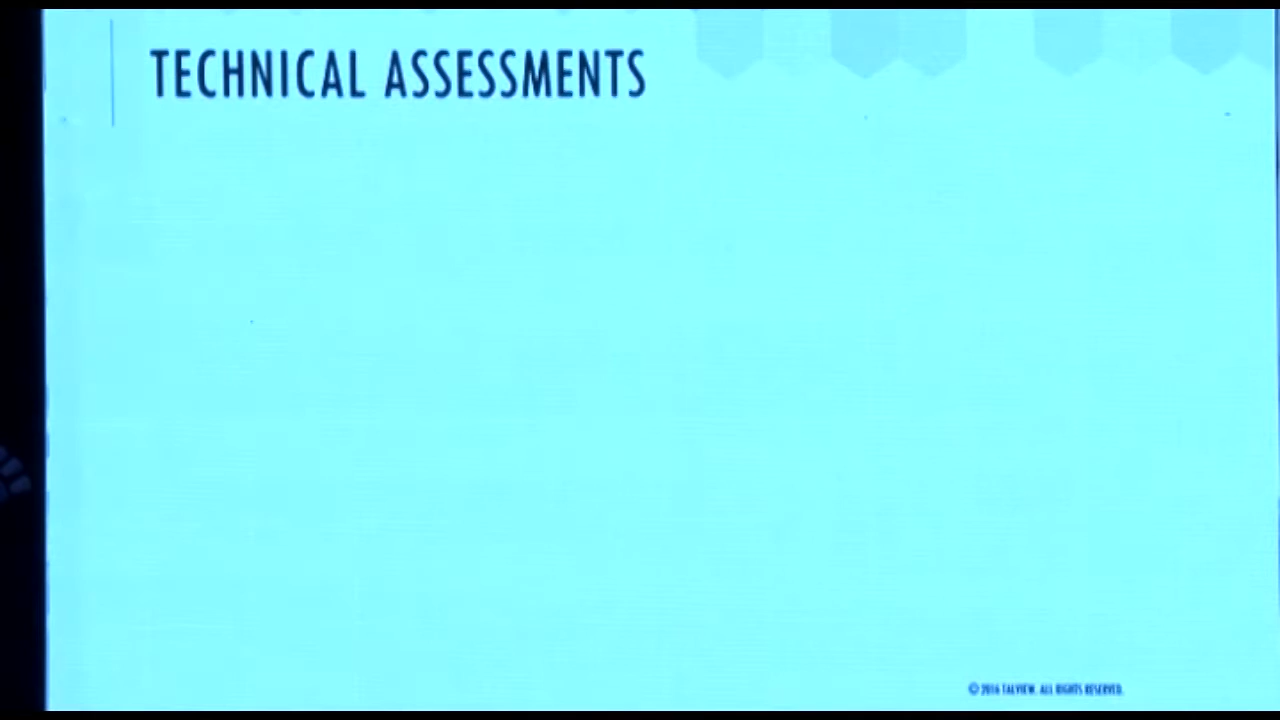 TECHNICAL ASSESSMENTS
© 2016 TALVIEW. ALL RIGHTS RESERVED.